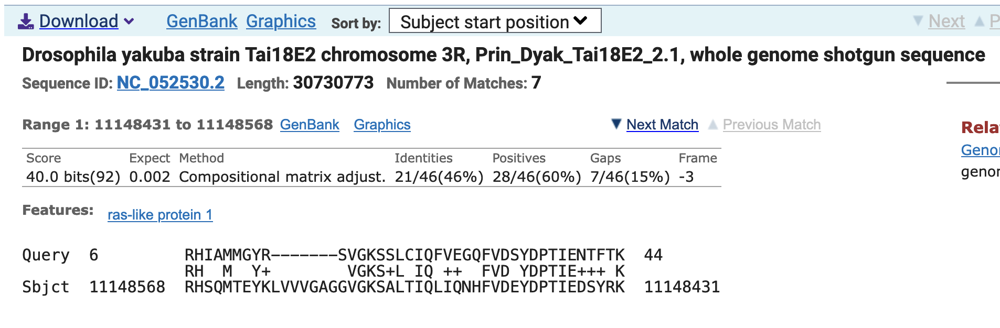 Download GenBank Graphics Sort by: Subject start position Next P
Drosophila yakuba strain Tai18E2 chromosome 3R, Prin_Dyak_Tai18E2_2.1, whole genome shotgun sequence
Sequence ID: NC_052530.2 Length: 30730773 Number of Matches: 7
Range 1: 11148431 to 11148568 GenBank Graphics Next Match Previous Match
Rela
Score Expect Method Identities Positives Gaps Frame
Genor
40.0 bits(92) 0.002 Compositional matrix adjust. 21/46(46%) 28/46(60%) 7/46(15%) -3
genor
Features: ras-like protein 1
Query 6 RHIAMMGYR-------SVGKSSLCIQFVEGQFVDSYDPTIENTFTK 44
RH  M  Y+        VGKS+L IQ ++  FVD YDPTIE+++ K
Sbjct 11148568 RHSQMTEYKLVVVGAGGVGKSALTIQLIQNHFVDEYDPTIEDSYRK 11148431